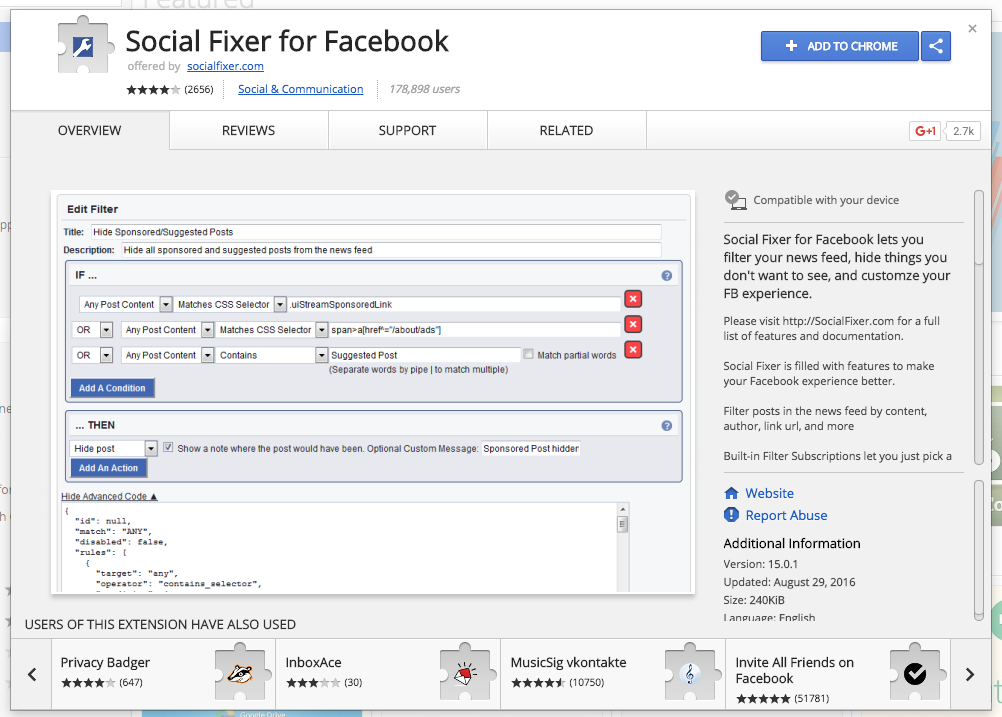 Featured
Social Fixer for Facebook
offered by socialfixer.com
(2656) Social & Communication 178,898 users
ADD TO CHROME
OVERVIEW REVIEWS SUPPORT RELATED
G+1 2.7k
Edit Filter
Title: Hide Sponsored/Suggested Posts
Description: Hide all sponsored and suggested posts from the news feed
IF ... ?
Any Post Content Matches CSS Selector .uiStreamSponsoredLink
OR Any Post Content Matches CSS Selector span>a[href^="/about/ads"]
OR Any Post Content Contains Suggested Post Match partial words
(Separate words by pipe | to match multiple)
Add A Condition
... THEN ?
Hide post Show a note where the post would have been. Optional Custom Message: Sponsored Post hidden
Add An Action
Hide Advanced Code ▲
{
"id": null,
"match": "ANY",
"disabled": false,
"rules": [
{
"target": "any",
"operator": "contains_selector",
Compatible with your device
Social Fixer for Facebook lets you
filter your news feed, hide things you
don't want to see, and customze your
FB experience.
Please visit http://SocialFixer.com for a full
list of features and documentation.
Social Fixer is filled with features to make
your Facebook experience better.
Filter posts in the news feed by content,
author, link url, and more
Built-in Filter Subscriptions let you just pick a
Website
Report Abuse
Additional Information
Version: 15.0.1
Updated: August 29, 2016
Size: 240KiB
Language: English
USERS OF THIS EXTENSION HAVE ALSO USED
Privacy Badger
(647)
InboxAce
(30)
MusicSig vkontakte
(10750)
Invite All Friends on
Facebook
(51781)
Google Drive